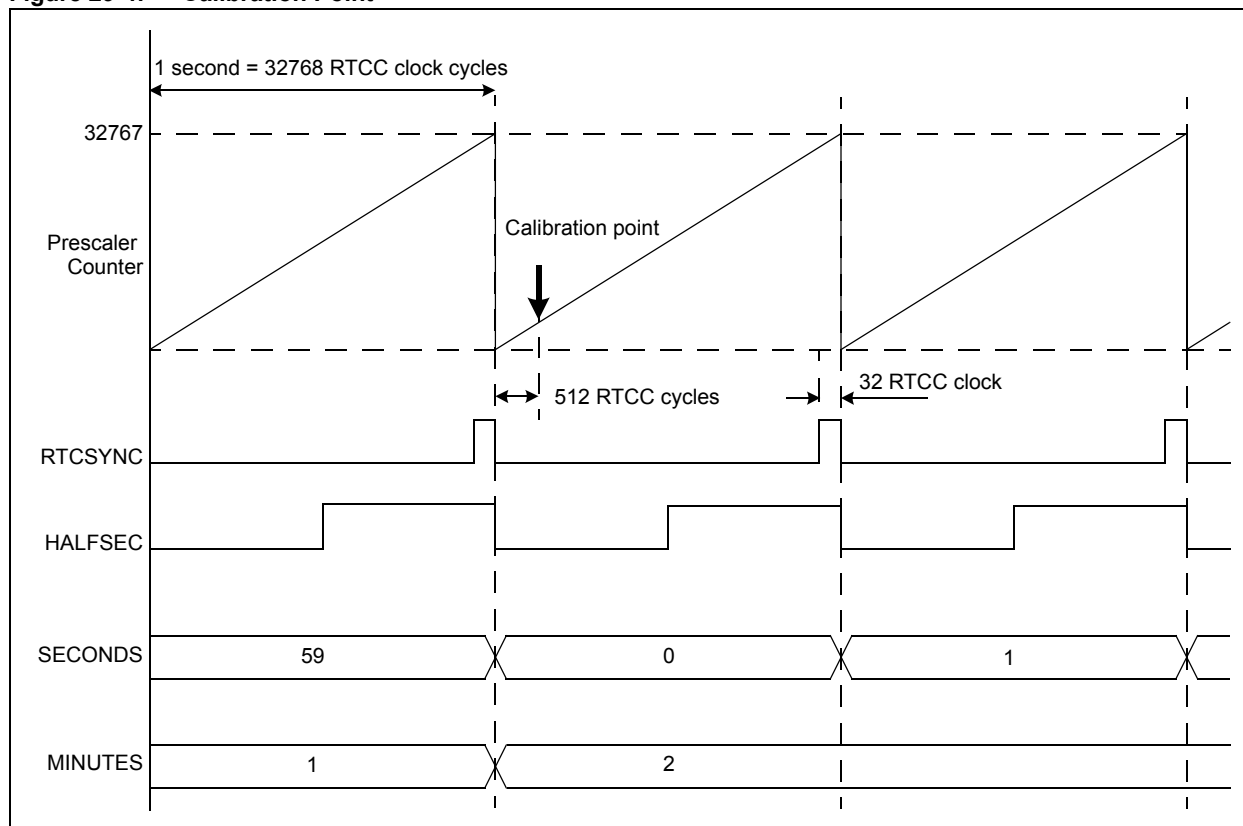 1 second = 32768 RTCC clock cycles
32767
Prescaler
Counter
Calibration point
512 RTCC cycles
32 RTCC clock
RTCSYNC
HALFSEC
SECONDS
59
0
1
MINUTES
1
2